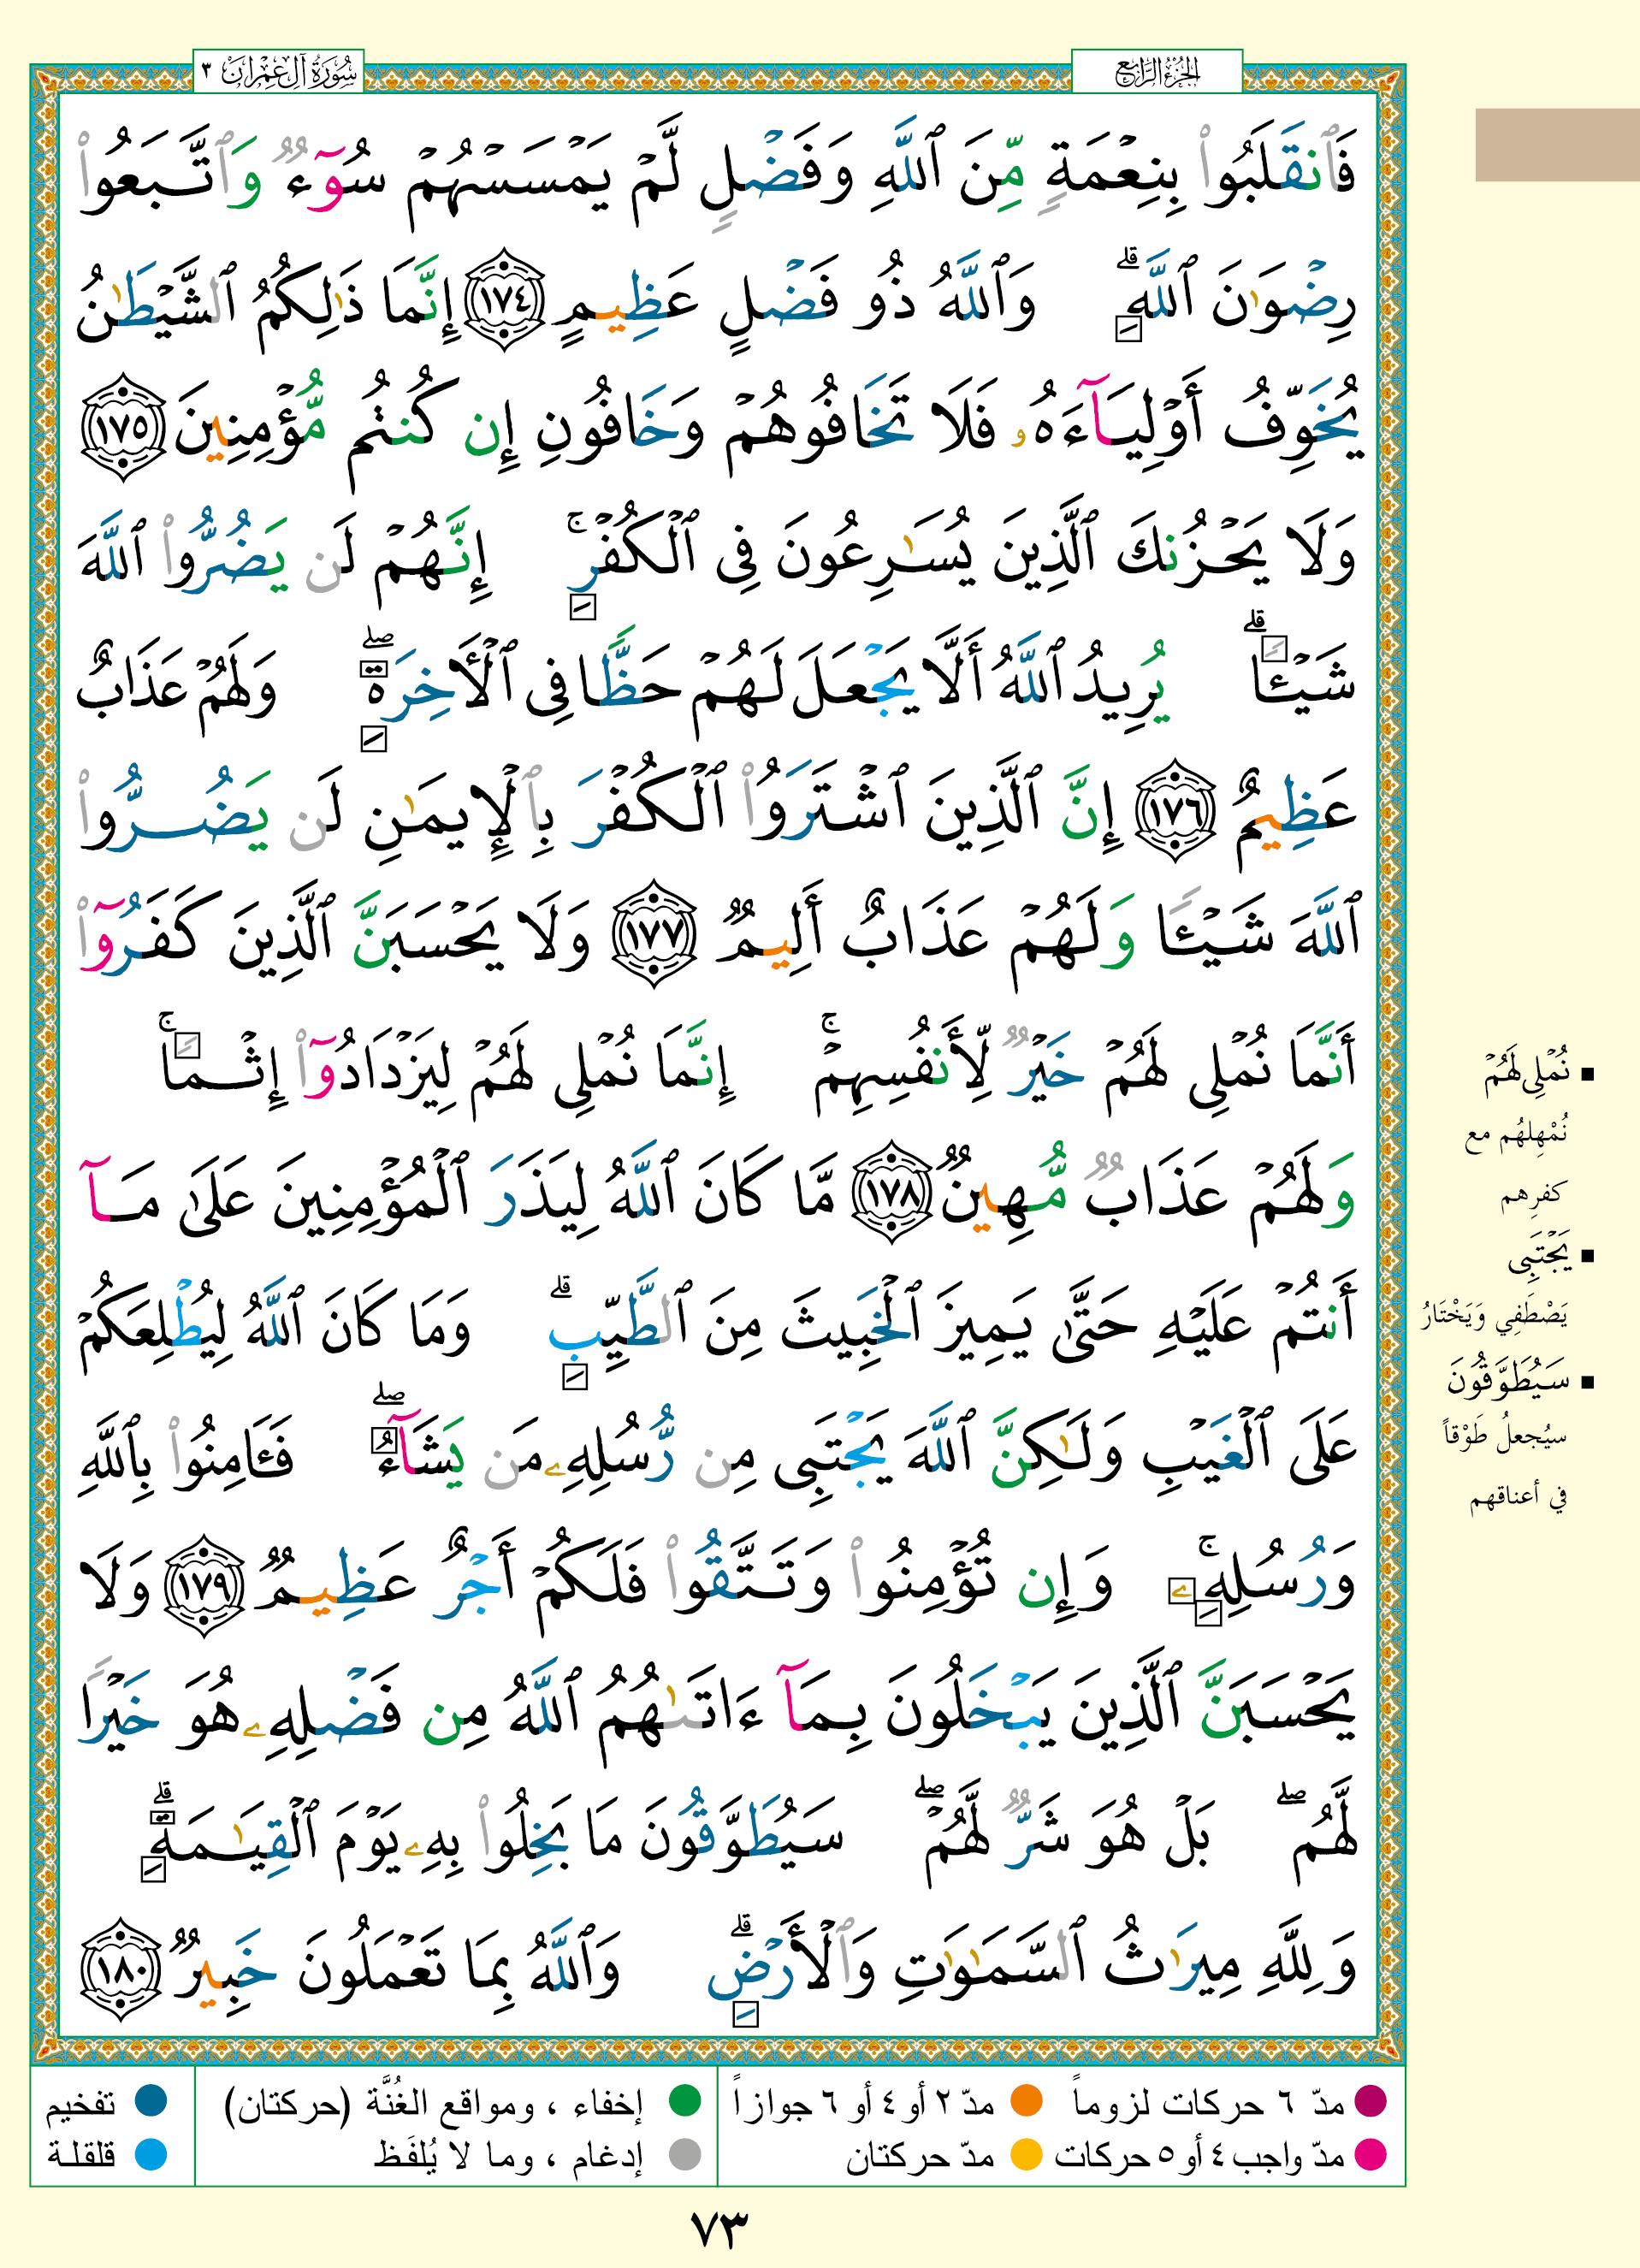 الجزء الرابع
سورة آل عمران ٣
فَٱنقَلَبُوا۟ بِنِعْمَةٍ مِّنَ ٱللَّهِ وَفَضْلٍ لَّمْ يَمْسَسْهُمْ سُوٓءٌ وَٱتَّبَعُوا۟
رِضْوَٰنَ ٱللَّهِ ۗ وَٱللَّهُ ذُو فَضْلٍ عَظِيمٍ ١٧٤ إِنَّمَا ذَٰلِكُمُ ٱلشَّيْطَٰنُ
يُخَوِّفُ أَوْلِيَآءَهُۥ فَلَا تَخَافُوهُمْ وَخَافُونِ إِن كُنتُم مُّؤْمِنِينَ ١٧٥
وَلَا يَحْزُنكَ ٱلَّذِينَ يُسَٰرِعُونَ فِى ٱلْكُفْرِ ۚ إِنَّهُمْ لَن يَضُرُّوا۟ ٱللَّهَ
شَيْـًٔا ۗ يُرِيدُ ٱللَّهُ أَلَّا يَجْعَلَ لَهُمْ حَظًّا فِى ٱلْأَخِرَةِ ۖ وَلَهُمْ عَذَابٌ
عَظِيمٌ ١٧٦ إِنَّ ٱلَّذِينَ ٱشْتَرَوُا۟ ٱلْكُفْرَ بِٱلْإِيمَٰنِ لَن يَضُرُّوا۟
ٱللَّهَ شَيْـًٔا وَلَهُمْ عَذَابٌ أَلِيمٌ ١٧٧ وَلَا يَحْسَبَنَّ ٱلَّذِينَ كَفَرُوٓا۟
أَنَّمَا نُمْلِى لَهُمْ خَيْرٌ لِّأَنفُسِهِمْ ۚ إِنَّمَا نُمْلِى لَهُمْ لِيَزْدَادُوٓا۟ إِثْمًا ۚ
وَلَهُمْ عَذَابٌ مُّهِينٌ ١٧٨ مَّا كَانَ ٱللَّهُ لِيَذَرَ ٱلْمُؤْمِنِينَ عَلَىٰ مَآ
أَنتُمْ عَلَيْهِ حَتَّىٰ يَمِيزَ ٱلْخَبِيثَ مِنَ ٱلطَّيِّبِ ۗ وَمَا كَانَ ٱللَّهُ لِيُطْلِعَكُمْ
عَلَى ٱلْغَيْبِ وَلَٰكِنَّ ٱللَّهَ يَجْتَبِى مِن رُّسُلِهِۦ مَن يَشَآءُ ۖ فَـَٔامِنُوا۟ بِٱللَّهِ
وَرُسُلِهِۦ ۚ وَإِن تُؤْمِنُوا۟ وَتَتَّقُوا۟ فَلَكُمْ أَجْرٌ عَظِيمٌ ١٧٩ وَلَا
يَحْسَبَنَّ ٱلَّذِينَ يَبْخَلُونَ بِمَآ ءَاتَىٰهُمُ ٱللَّهُ مِن فَضْلِهِۦ هُوَ خَيْرًا
لَّهُم ۖ بَلْ هُوَ شَرٌّ لَّهُمْ ۖ سَيُطَوَّقُونَ مَا بَخِلُوا۟ بِهِۦ يَوْمَ ٱلْقِيَٰمَةِ ۗ
وَلِلَّهِ مِيرَٰثُ ٱلسَّمَٰوَٰتِ وَٱلْأَرْضِ ۗ وَٱللَّهُ بِمَا تَعْمَلُونَ خَبِيرٌ ١٨٠
نُمْلِى لَهُمْ
نُمْهِلهُم مع
كفرِهم
يَجْتَبِى
يَصْطَفِي وَيَخْتَارُ
سَيُطَوَّقُونَ
سيُجعلُ طَوْقاً
في أعناقهم
مدّ ٦ حركات لزوماً مدّ ٢ أو ٤ أو ٦ جوازاً إخفاء ، ومواقع الغُنَّة (حركتان) تفخيم
مدّ واجب ٤ أو ٥ حركات مدّ حركتان إدغام ، وما لا يُلفَظ قلقلة
٧٣